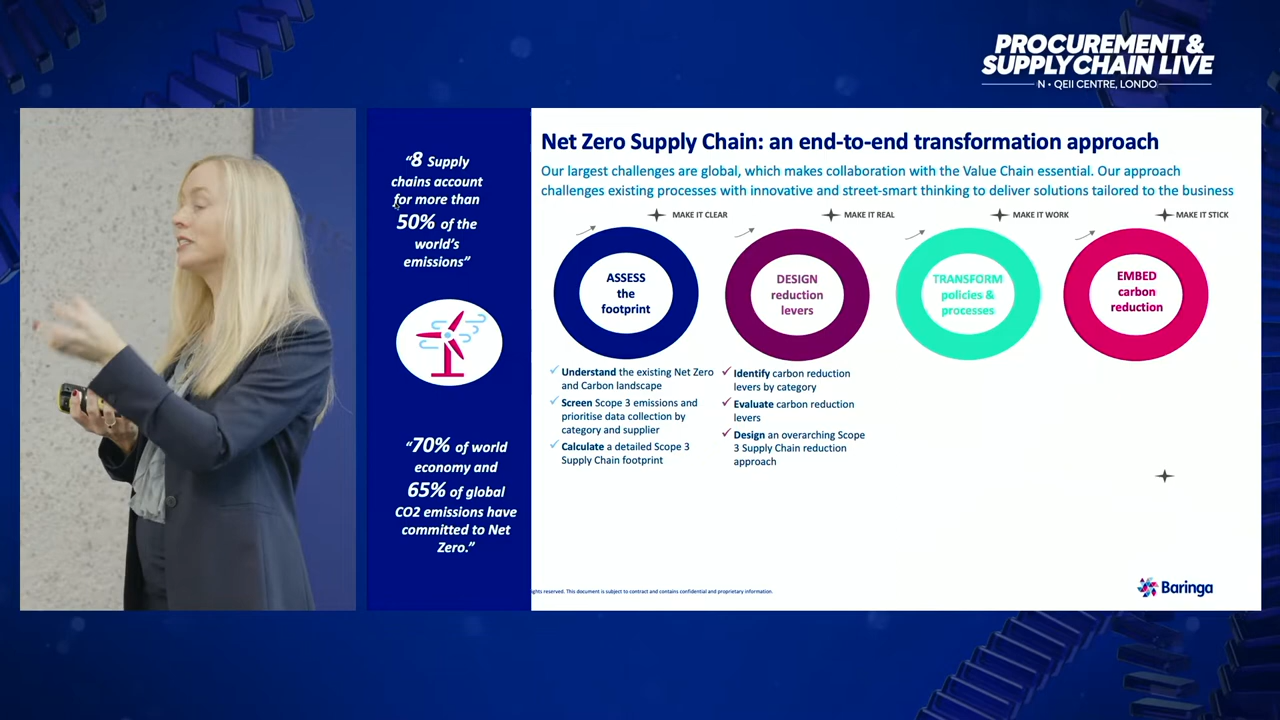 PROCUREMENT &
SUPPLY CHAIN LIVE
N • QEII CENTRE, LONDO
“8 Supply
chains account
for more than
50% of the
world’s
emissions”
“70% of world
economy and
65% of global
CO2 emissions have
committed to Net
Zero.”
Net Zero Supply Chain: an end-to-end transformation approach
Our largest challenges are global, which makes collaboration with the Value Chain essential. Our approach
challenges existing processes with innovative and street-smart thinking to deliver solutions tailored to the business
MAKE IT CLEAR
MAKE IT REAL
MAKE IT WORK
MAKE IT STICK
ASSESS
the
footprint
DESIGN
reduction
levers
TRANSFORM
policies &
processes
EMBED
carbon
reduction
Understand the existing Net Zero
and Carbon landscape
Screen Scope 3 emissions and
prioritise data collection by
category and supplier
Calculate a detailed Scope 3
Supply Chain footprint
Identify carbon reduction
levers by category
Evaluate carbon reduction
levers
Design an overarching Scope
3 Supply Chain reduction
approach
rights reserved. This document is subject to contract and contains confidential and proprietary information.
Baringa